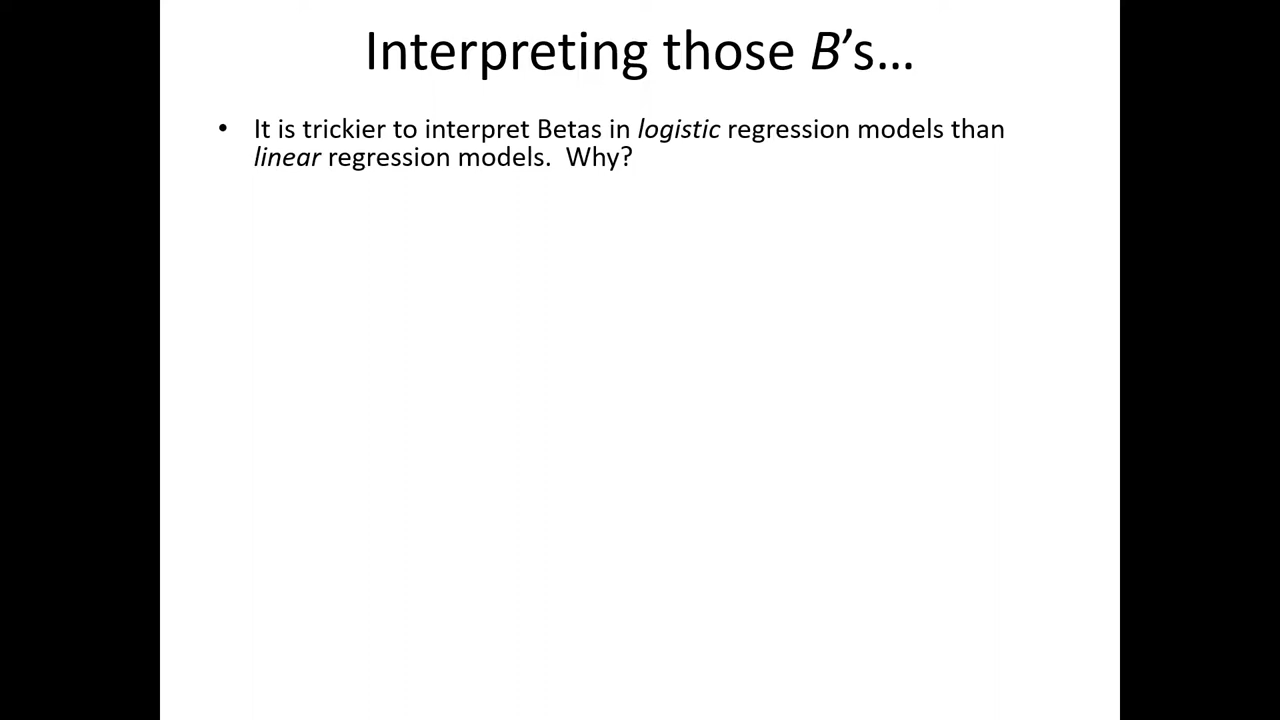 Interpreting those B’s…
• It is trickier to interpret Betas in logistic regression models than
linear regression models.  Why?